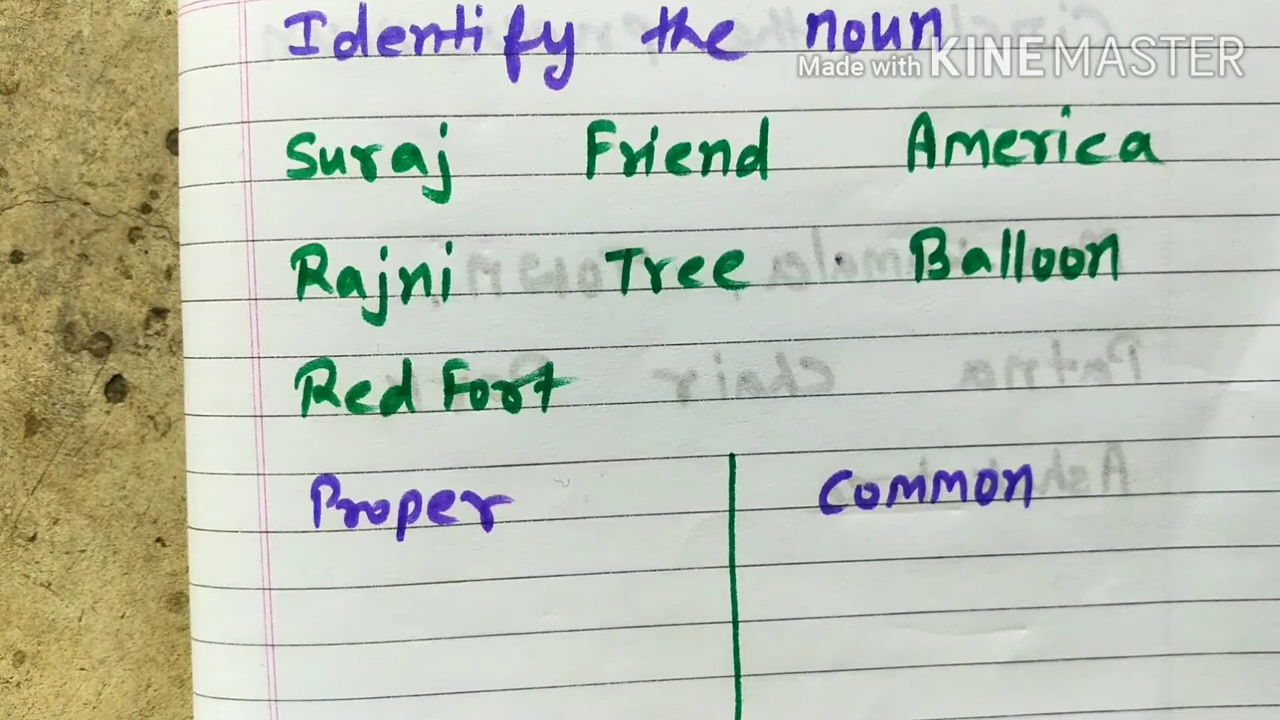 Identify the noun
Made with KINEMASTER
Suraj Friend America
Rajni Tree Balloon
Red Fort
Proper Common